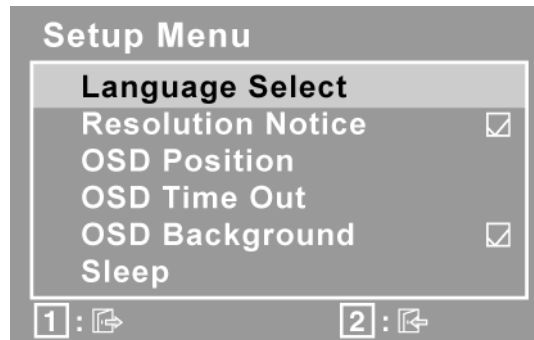 Setup Menu
Language Select
Resolution Notice
OSD Position
OSD Time Out
OSD Background
Sleep
1 : 2 :